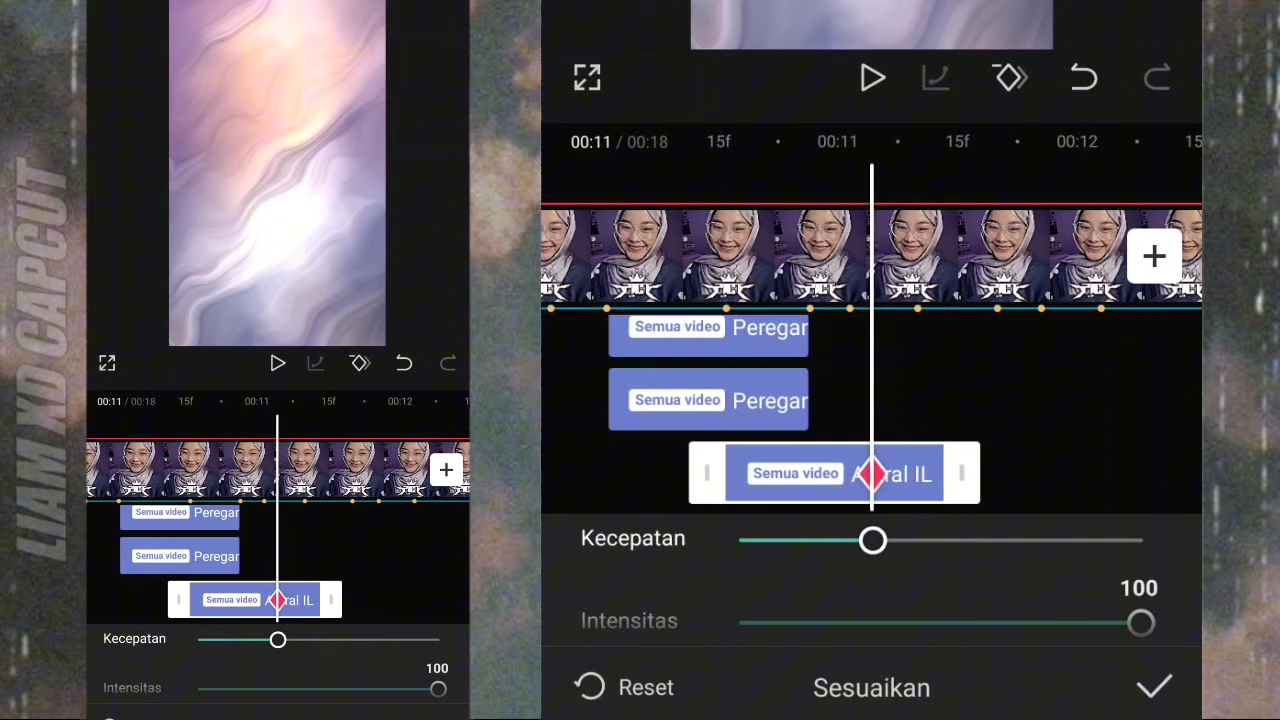 LIAM XD CAPCUT
00:11 / 00:18 15f 00:11 15f 00:12
Semua video Peregar
Semua video Peregar
Semua video
Kecepatan
100
Intensitas
00:11 / 00:18 15f 00:11 15f 00:12 15
Semua video Peregar
Semua video Peregar
Semua video
Kecepatan
100
Intensitas
Reset Sesuaikan